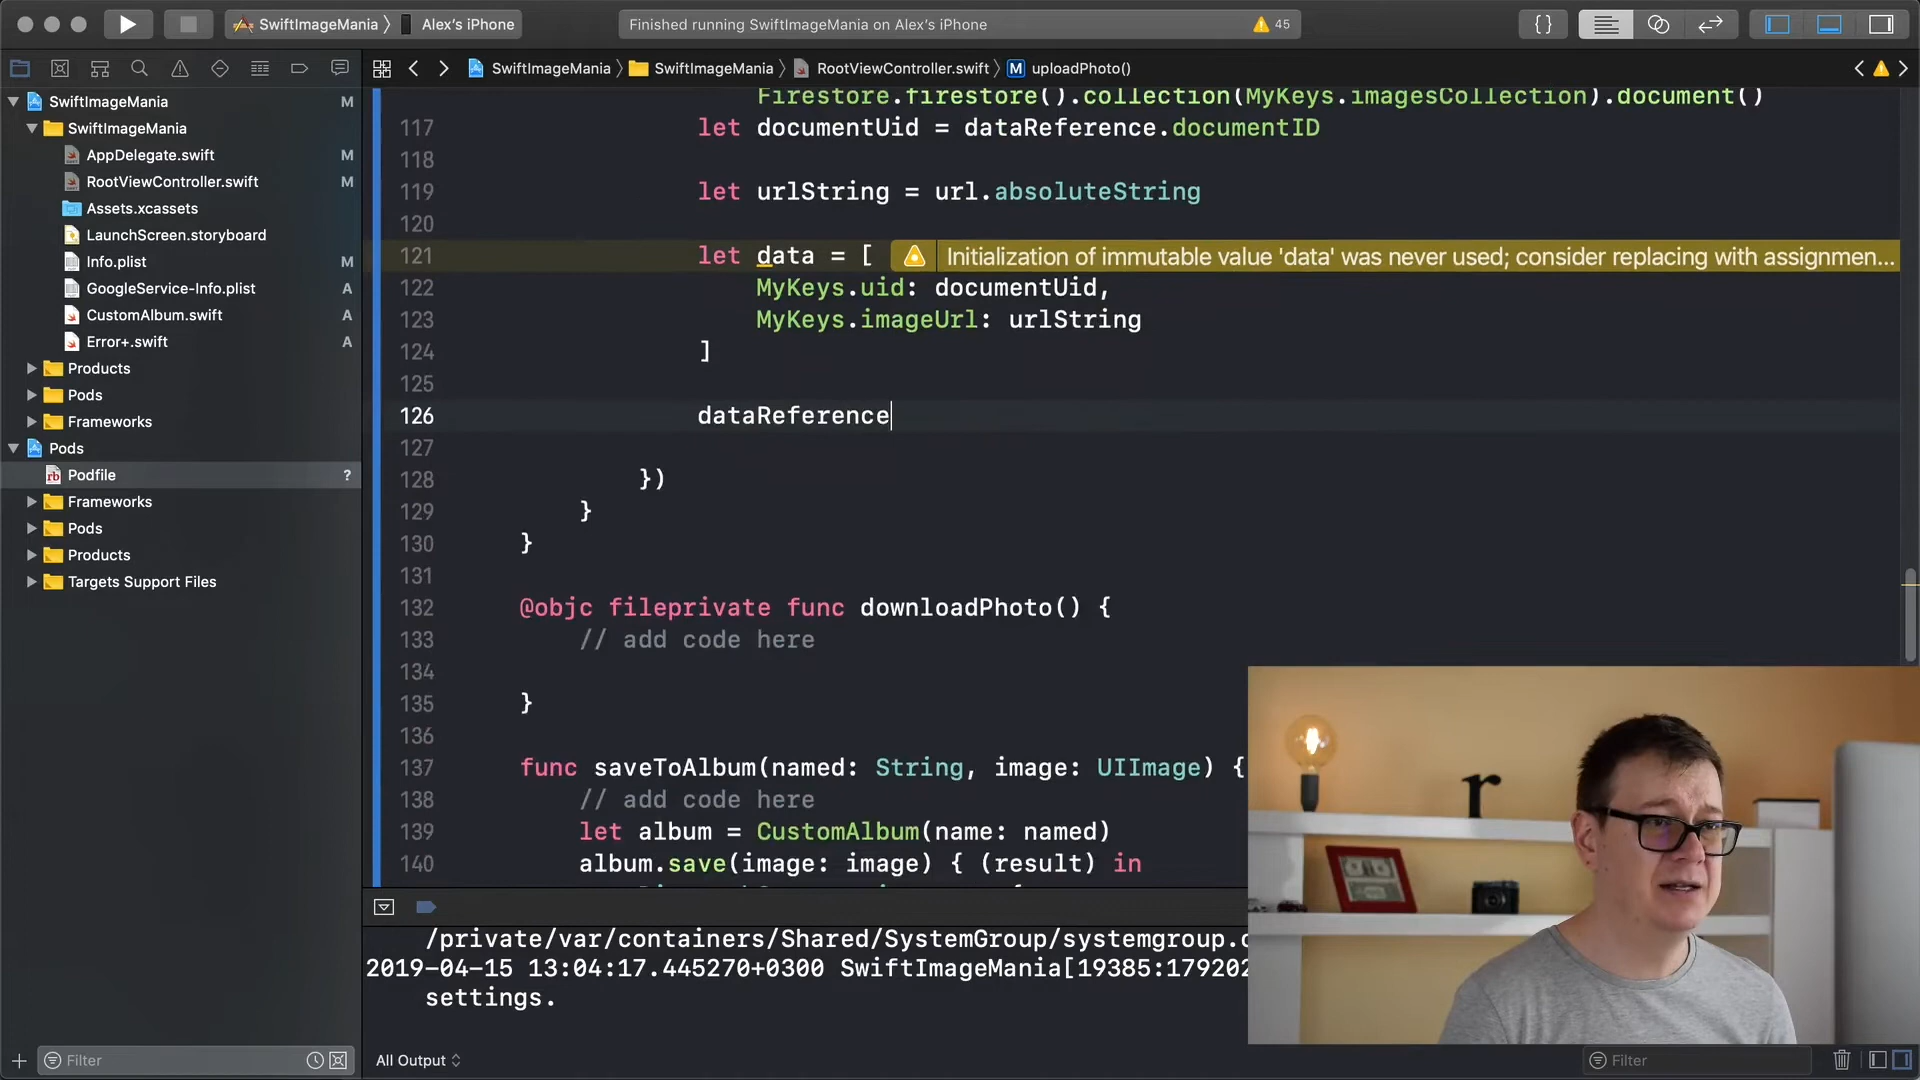 SwiftImageMania
Alex's iPhone
Finished running SwiftImageMania on Alex's iPhone
45
{ }
SwiftImageMania
SwiftImageMania
RootViewController.swift
M uploadPhoto()
SwiftImageMania M
SwiftImageMania
AppDelegate.swift M
RootViewController.swift M
Assets.xcassets
LaunchScreen.storyboard
Info.plist M
GoogleService-Info.plist A
CustomAlbum.swift A
Error+.swift A
Products
Pods
Frameworks
Pods
rb Podfile ?
Frameworks
Pods
Products
Targets Support Files
Filter
Firestore.firestore().collection(MyKeys.imagesCollection).document()
117 let documentUid = dataReference.documentID
118
119 let urlString = url.absoluteString
120
121 let data = [ Initialization of immutable value 'data' was never used; consider replacing with assignmen...
122 MyKeys.uid: documentUid,
123 MyKeys.imageUrl: urlString
124 ]
125
126 dataReference
127
128 })
129 }
130 }
131
132 @objc fileprivate func downloadPhoto() {
133 // add code here
134
135 }
136
137 func saveToAlbum(named: String, image: UIImage) {
138 // add code here
139 let album = CustomAlbum(name: named)
140 album.save(image: image) { (result) in
/private/var/containers/Shared/SystemGroup/systemgroup.c
2019-04-15 13:04:17.445270+0300 SwiftImageMania[19385:179202
settings.
All Output
Filter